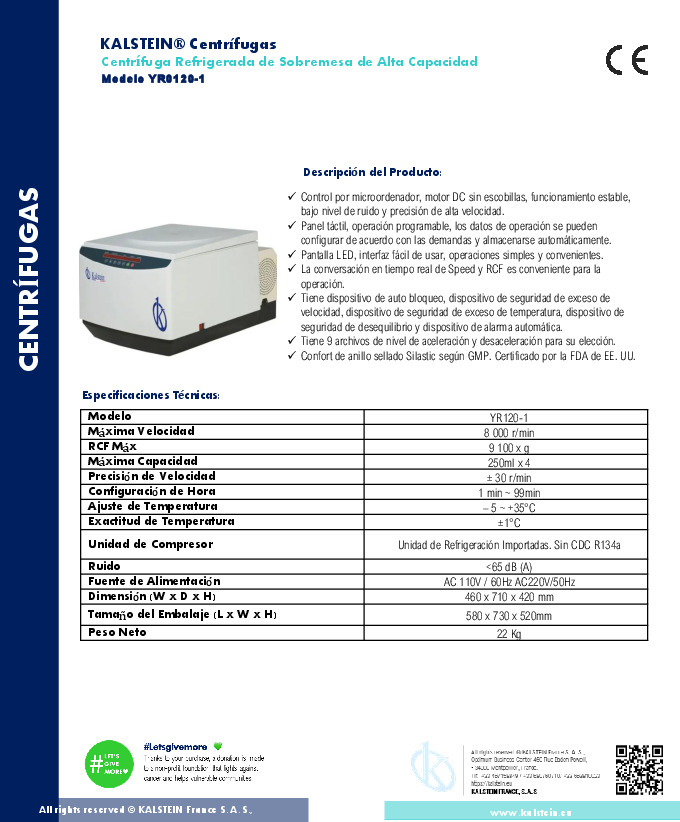 KALSTEIN® Centrífugas
Centrífuga Refrigerada de Sobremesa de Alta Capacidad
Modelo YR0120-1
CE
CENTRÍFUGAS
Descripción del Producto:
✓ Control por microordenador, motor DC sin escobillas, funcionamiento estable,
bajo nivel de ruido y precisión de alta velocidad.
✓ Panel táctil, operación programable, los datos de operación se pueden
configurar de acuerdo con las demandas y almacenarse automáticamente.
✓ Pantalla LED, interfaz fácil de usar, operaciones simples y convenientes.
✓ La conversación en tiempo real de Speed y RCF es conveniente para la
operación.
✓ Tiene dispositivo de auto bloqueo, dispositivo de seguridad de exceso de
velocidad, dispositivo de seguridad de exceso de temperatura, dispositivo de
seguridad de desequilibrio y dispositivo de alarma automática.
✓ Tiene 9 archivos de nivel de aceleración y desaceleración para su elección.
✓ Confort de anillo sellado Silastic según GMP. Certificado por la FDA de EE. UU.
KALSTEIN
Especificaciones Técnicas:
Modelo YR120-1
Máxima Velocidad 8 000 r/min
RCF Máx 9 100 x g
Máxima Capacidad 250ml x 4
Precisión de Velocidad ± 30 r/min
Configuración de Hora 1 min ~ 99min
Ajuste de Temperatura – 5 ~ +35°C
Exactitud de Temperatura ±1°C
Unidad de Compresor Unidad de Refrigeración Importadas. Sin CDC R134a
Ruido <65 dB (A)
Fuente de Alimentación AC 110V / 60Hz AC220V/50Hz
Dimensión (W x D x H) 460 x 710 x 420 mm
Tamaño del Embalaje (L x W x H) 580 x 730 x 520mm
Peso Neto 22 Kg
# LET'S
GIVE
MORE
#Letsgivemore
Thanks to your purchase, a donation is made
to a non-profit foundation that fights against
cancer and helps vulnerable communities
All rights reserved ® KALSTEIN France S. A. S.,
Optimum Business Center 450 Rue Baden Powell,
34000 Montpellier, France.
https://kalstein.eu
KALSTEIN FRANCE, S.A.S
All rights reserved © KALSTEIN France S.A.S.,
www.kalstein.eu